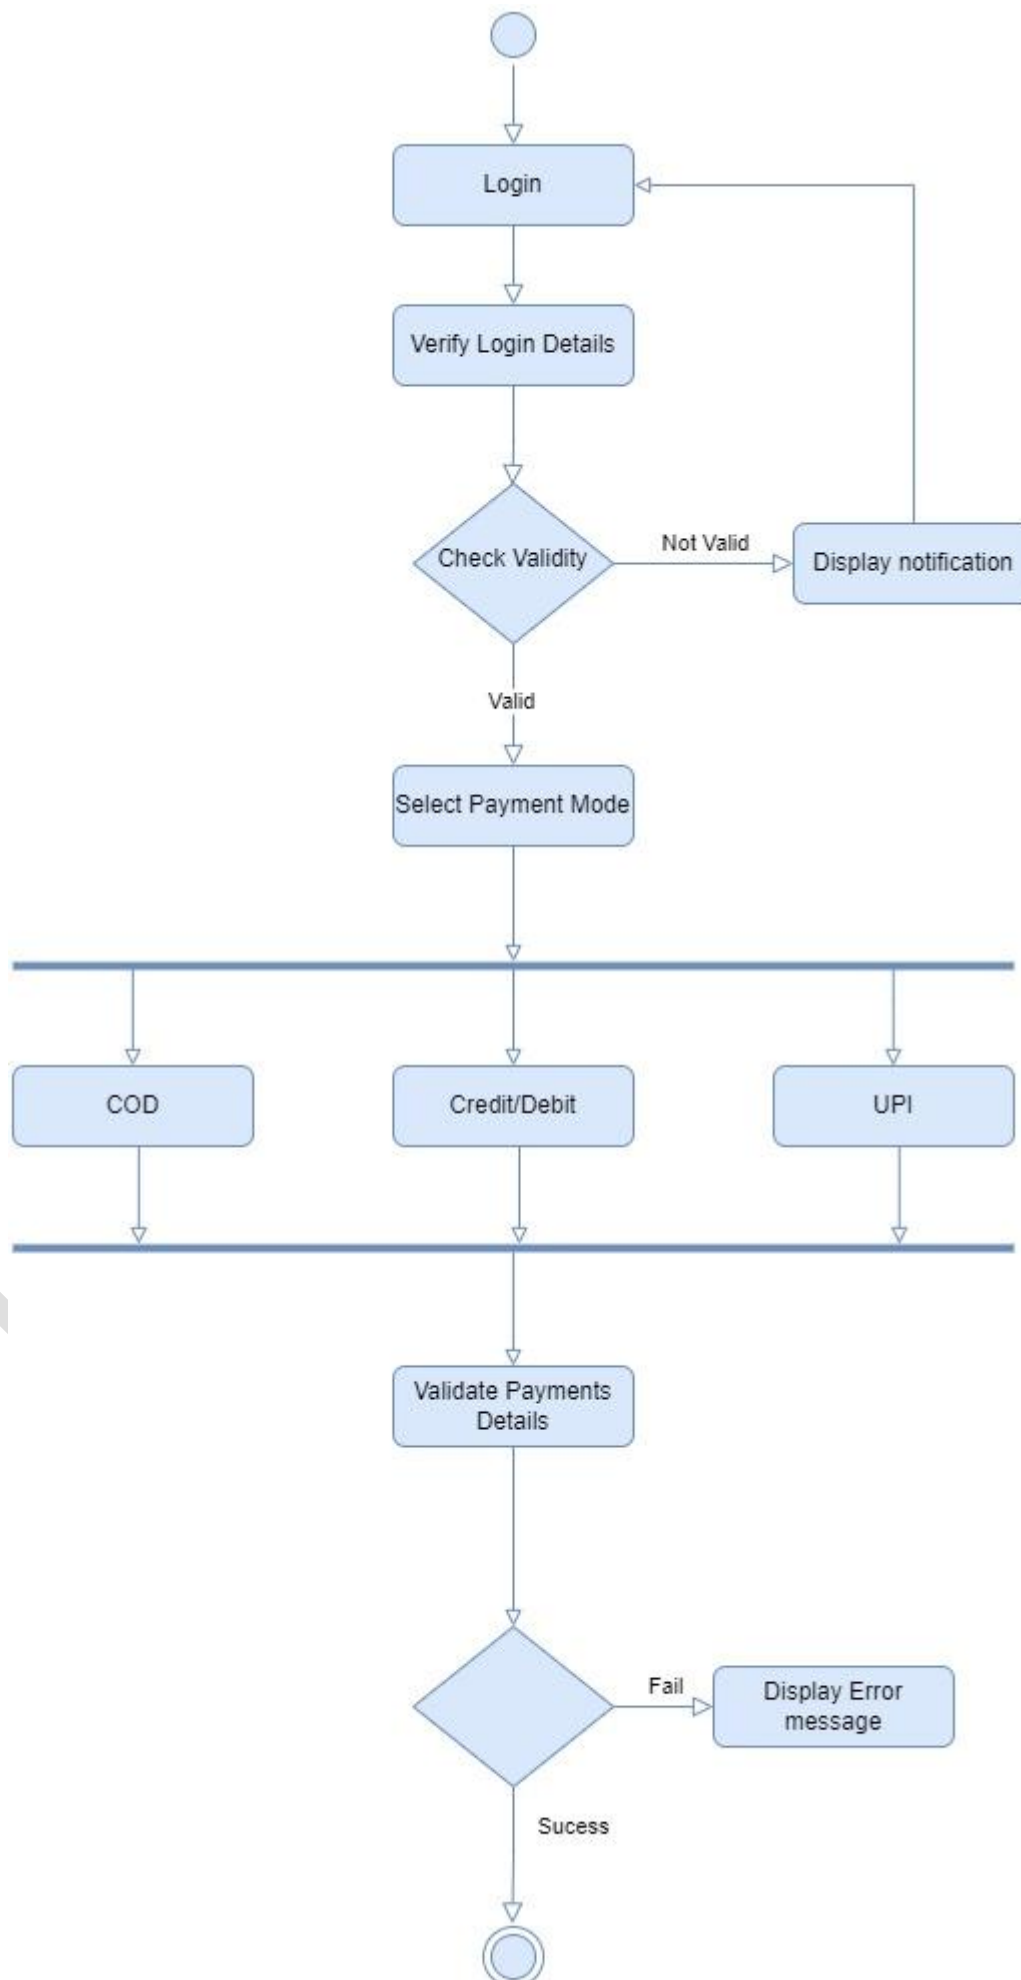 Login
Verify Login Details
Check Validity
Not Valid
Display notification
Valid
Select Payment Mode
COD
Credit/Debit
UPI
Validate Payments
Details
Fail
Display Error
message
Sucess